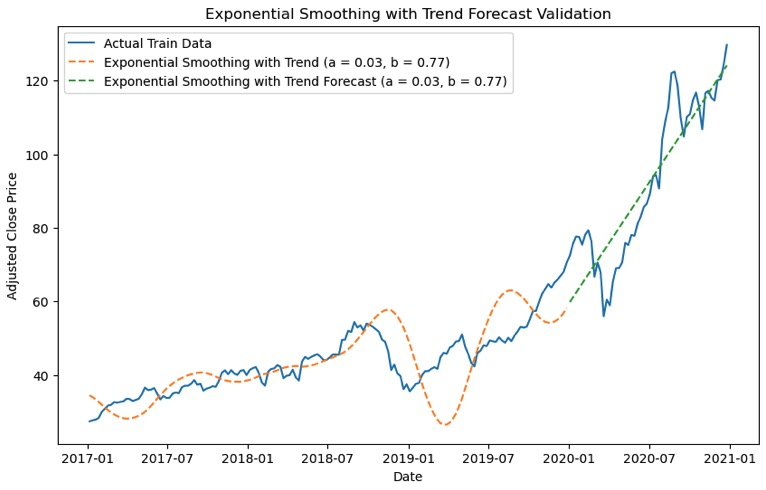 Exponential Smoothing with Trend Forecast Validation
Actual Train Data
Exponential Smoothing with Trend (a = 0.03, b = 0.77)
Exponential Smoothing with Trend Forecast (a = 0.03, b = 0.77)
Adjusted Close Price
120
100
80
60
40
2017-01 2017-07 2018-01 2018-07 2019-01 2019-07 2020-01 2020-07 2021-01
Date